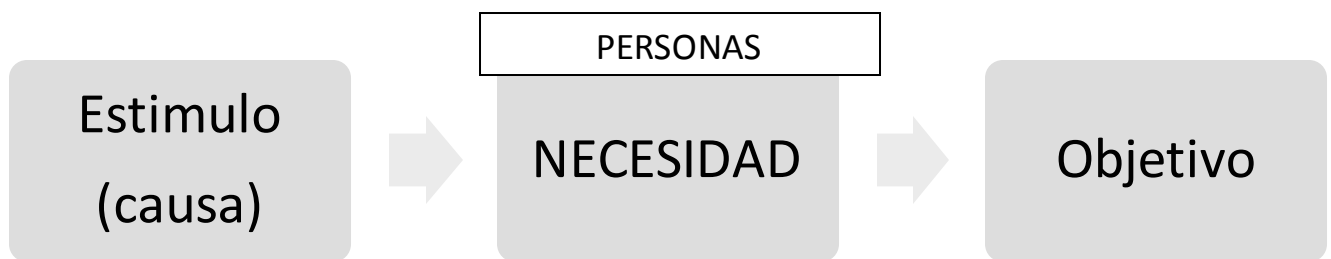 Estimulo
(causa)
PERSONAS
NECESIDAD
Objetivo